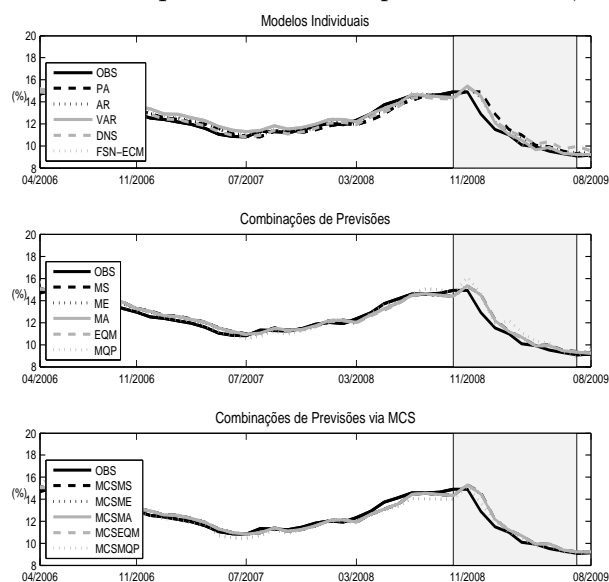 Modelos Individuais
20
18
16
(%)14
12
10
8
OBS
PA
AR
VAR
DNS
FSN-ECM
04/2006 11/2006 07/2007 03/2008 11/2008 08/2009
Combinações de Previsões
20
18
16
(%)14
12
10
8
OBS
MS
ME
MA
EQM
MQP
04/2006 11/2006 07/2007 03/2008 11/2008 08/2009
Combinações de Previsões via MCS
20
18
16
(%)14
12
10
8
OBS
MCSMS
MCSME
MCSMA
MCSEQM
MCSMQP
04/2006 11/2006 07/2007 03/2008 11/2008 08/2009